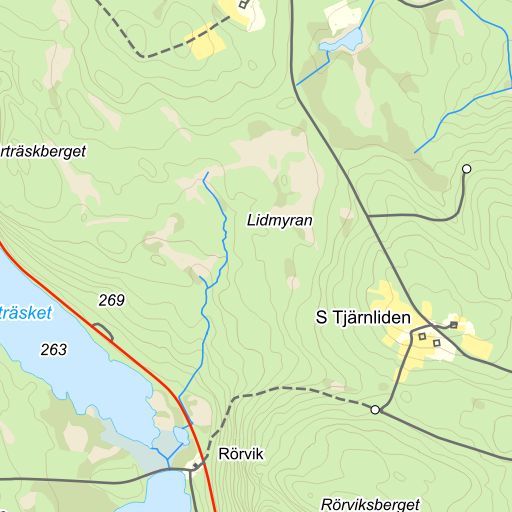 rträskberget
Lidmyran
269
träsket
S Tjärnliden
263
Rörvik
Rörviksberget